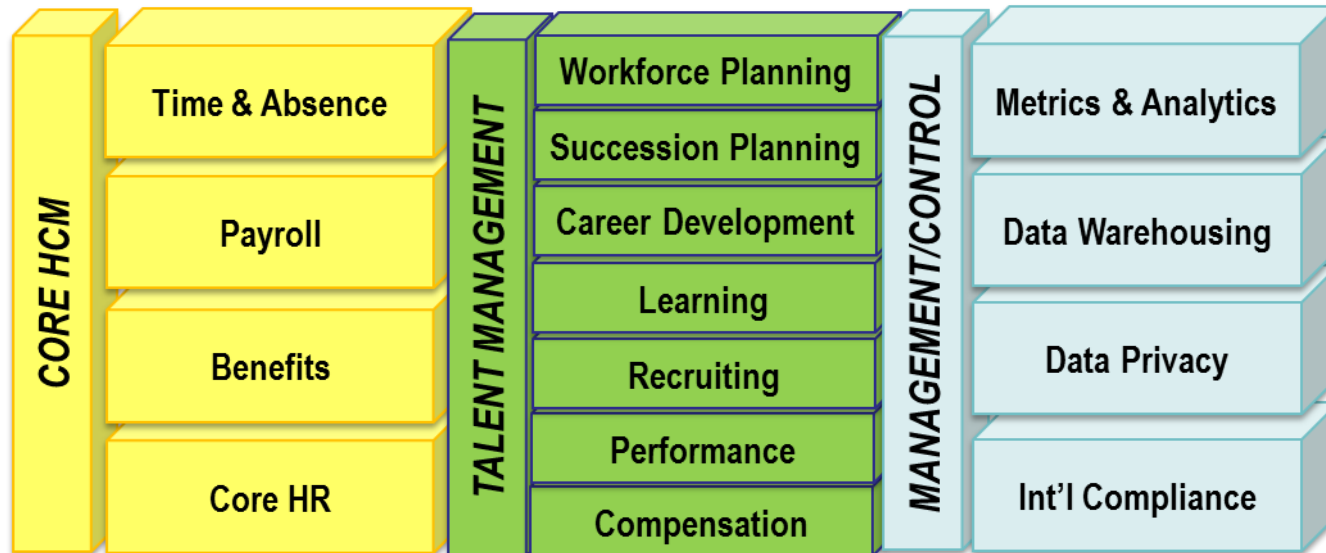 CORE HCM
Time & Absence
Payroll
Benefits
Core HR
TALENT MANAGEMENT
Workforce Planning
Succession Planning
Career Development
Learning
Recruiting
Performance
Compensation
MANAGEMENT/CONTROL
Metrics & Analytics
Data Warehousing
Data Privacy
Int’l Compliance